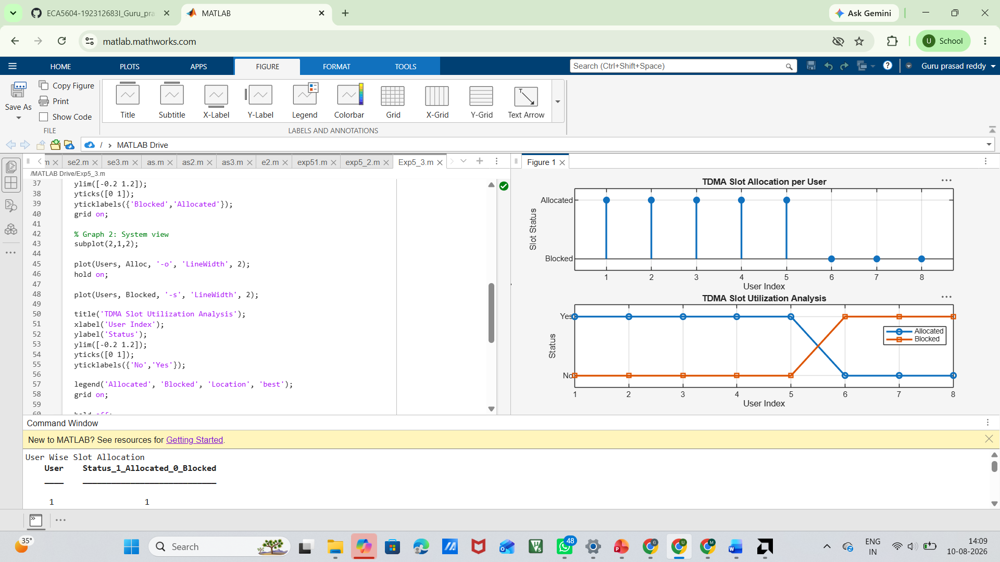 ECA5604-192312683I_Guru_pra
MATLAB
Ask Gemini
matlab.mathworks.com
U School
HOME PLOTS APPS FIGURE FORMAT TOOLS
Search (Ctrl+Shift+Space)
Guru prasad reddy
Save As
Copy Figure
Print
Show Code
FILE
Title Subtitle X-Label Y-Label Legend Colorbar Grid X-Grid Y-Grid Text Arrow
LABELS AND ANNOTATIONS
/ › MATLAB Drive
m se2.m se3.m as.m as2.m as3.m e2.m exp51.m exp5_2.m Exp5_3.m
/MATLAB Drive/Exp5_3.m
37 ylim([-0.2 1.2]);
38 yticks([0 1]);
39 yticklabels({'Blocked','Allocated'});
40 grid on;
41
42 % Graph 2: System view
43 subplot(2,1,2);
44
45 plot(Users, Alloc, '-o', 'LineWidth', 2);
46 hold on;
47
48 plot(Users, Blocked, '-s', 'LineWidth', 2);
49
50 title('TDMA Slot Utilization Analysis');
51 xlabel('User Index');
52 ylabel('Status');
53 ylim([-0.2 1.2]);
54 yticks([0 1]);
55 yticklabels({'No','Yes'});
56
57 legend('Allocated', 'Blocked', 'Location', 'best');
58 grid on;
59
60 hold off;
Figure 1
TDMA Slot Allocation per User
Allocated
Slot Status
Blocked
1 2 3 4 5 6 7 8
User Index
TDMA Slot Utilization Analysis
Yes
Allocated
Blocked
Status
No
1 2 3 4 5 6 7 8
User Index
Command Window
New to MATLAB? See resources for Getting Started.
User Wise Slot Allocation
User Status_1_Allocated_0_Blocked
1 1
35°
Search
48
ENG
IN
14:09
10-08-2026